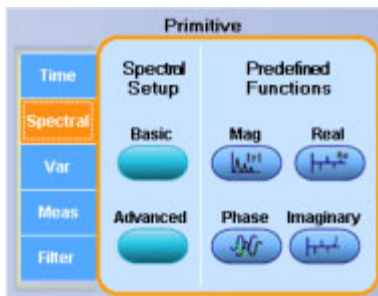 Primitive
Time
Spectral
Var
Meas
Filter
Spectral
Setup
Predefined
Functions
Basic
Mag
Real
Advanced
Phase
Imaginary